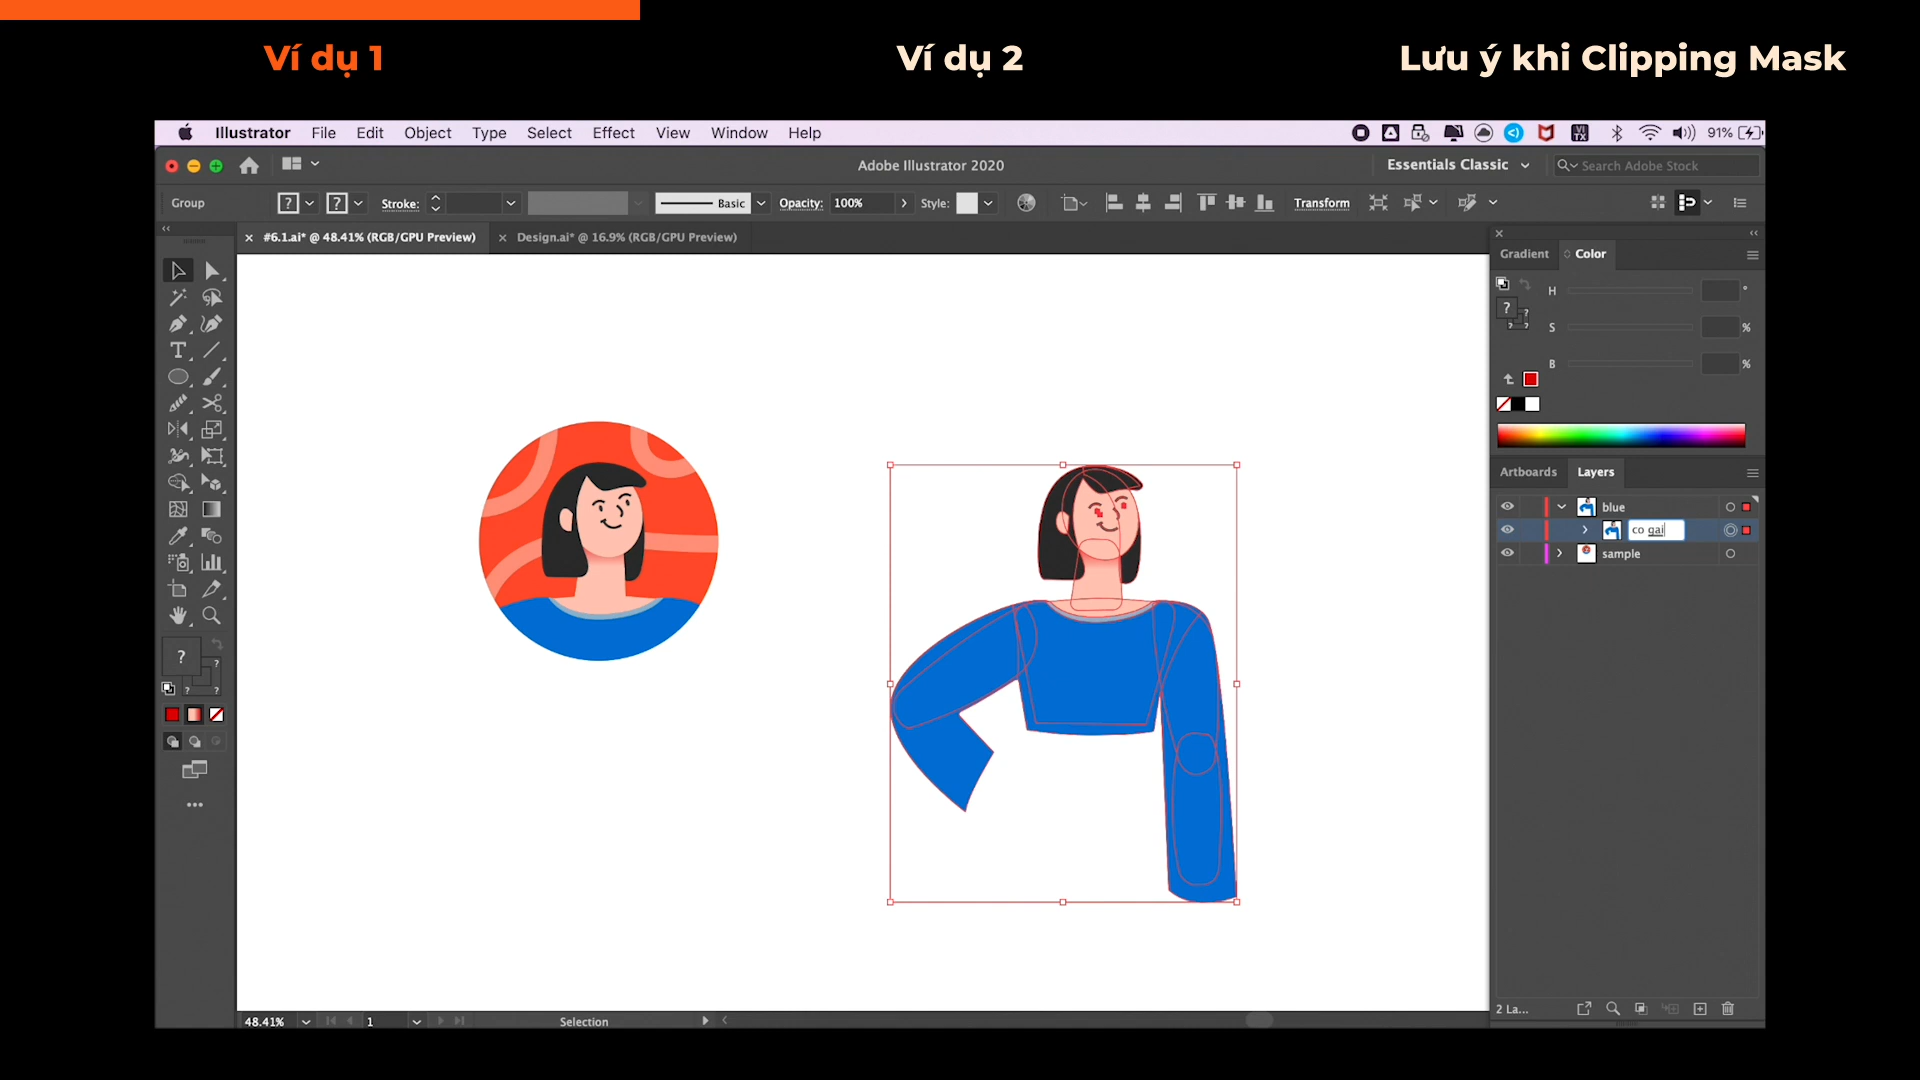 Ví dụ 1
Ví dụ 2
Lưu ý khi Clipping Mask
Illustrator File Edit Object Type Select Effect View Window Help
VI TX
91%
Adobe Illustrator 2020
Essentials Classic
Search Adobe Stock
Group
? ? Stroke: Basic Opacity: 100% Style: Transform
#6.1.ai* @ 48.41% (RGB/GPU Preview)
Design.ai* @ 16.9% (RGB/GPU Preview)
Gradient
Color
H °
S %
B %
?
? ?
?
Artboards
Layers
blue
co gai
sample
T
?
?
? ?
48.41%
1
Selection
2 La...